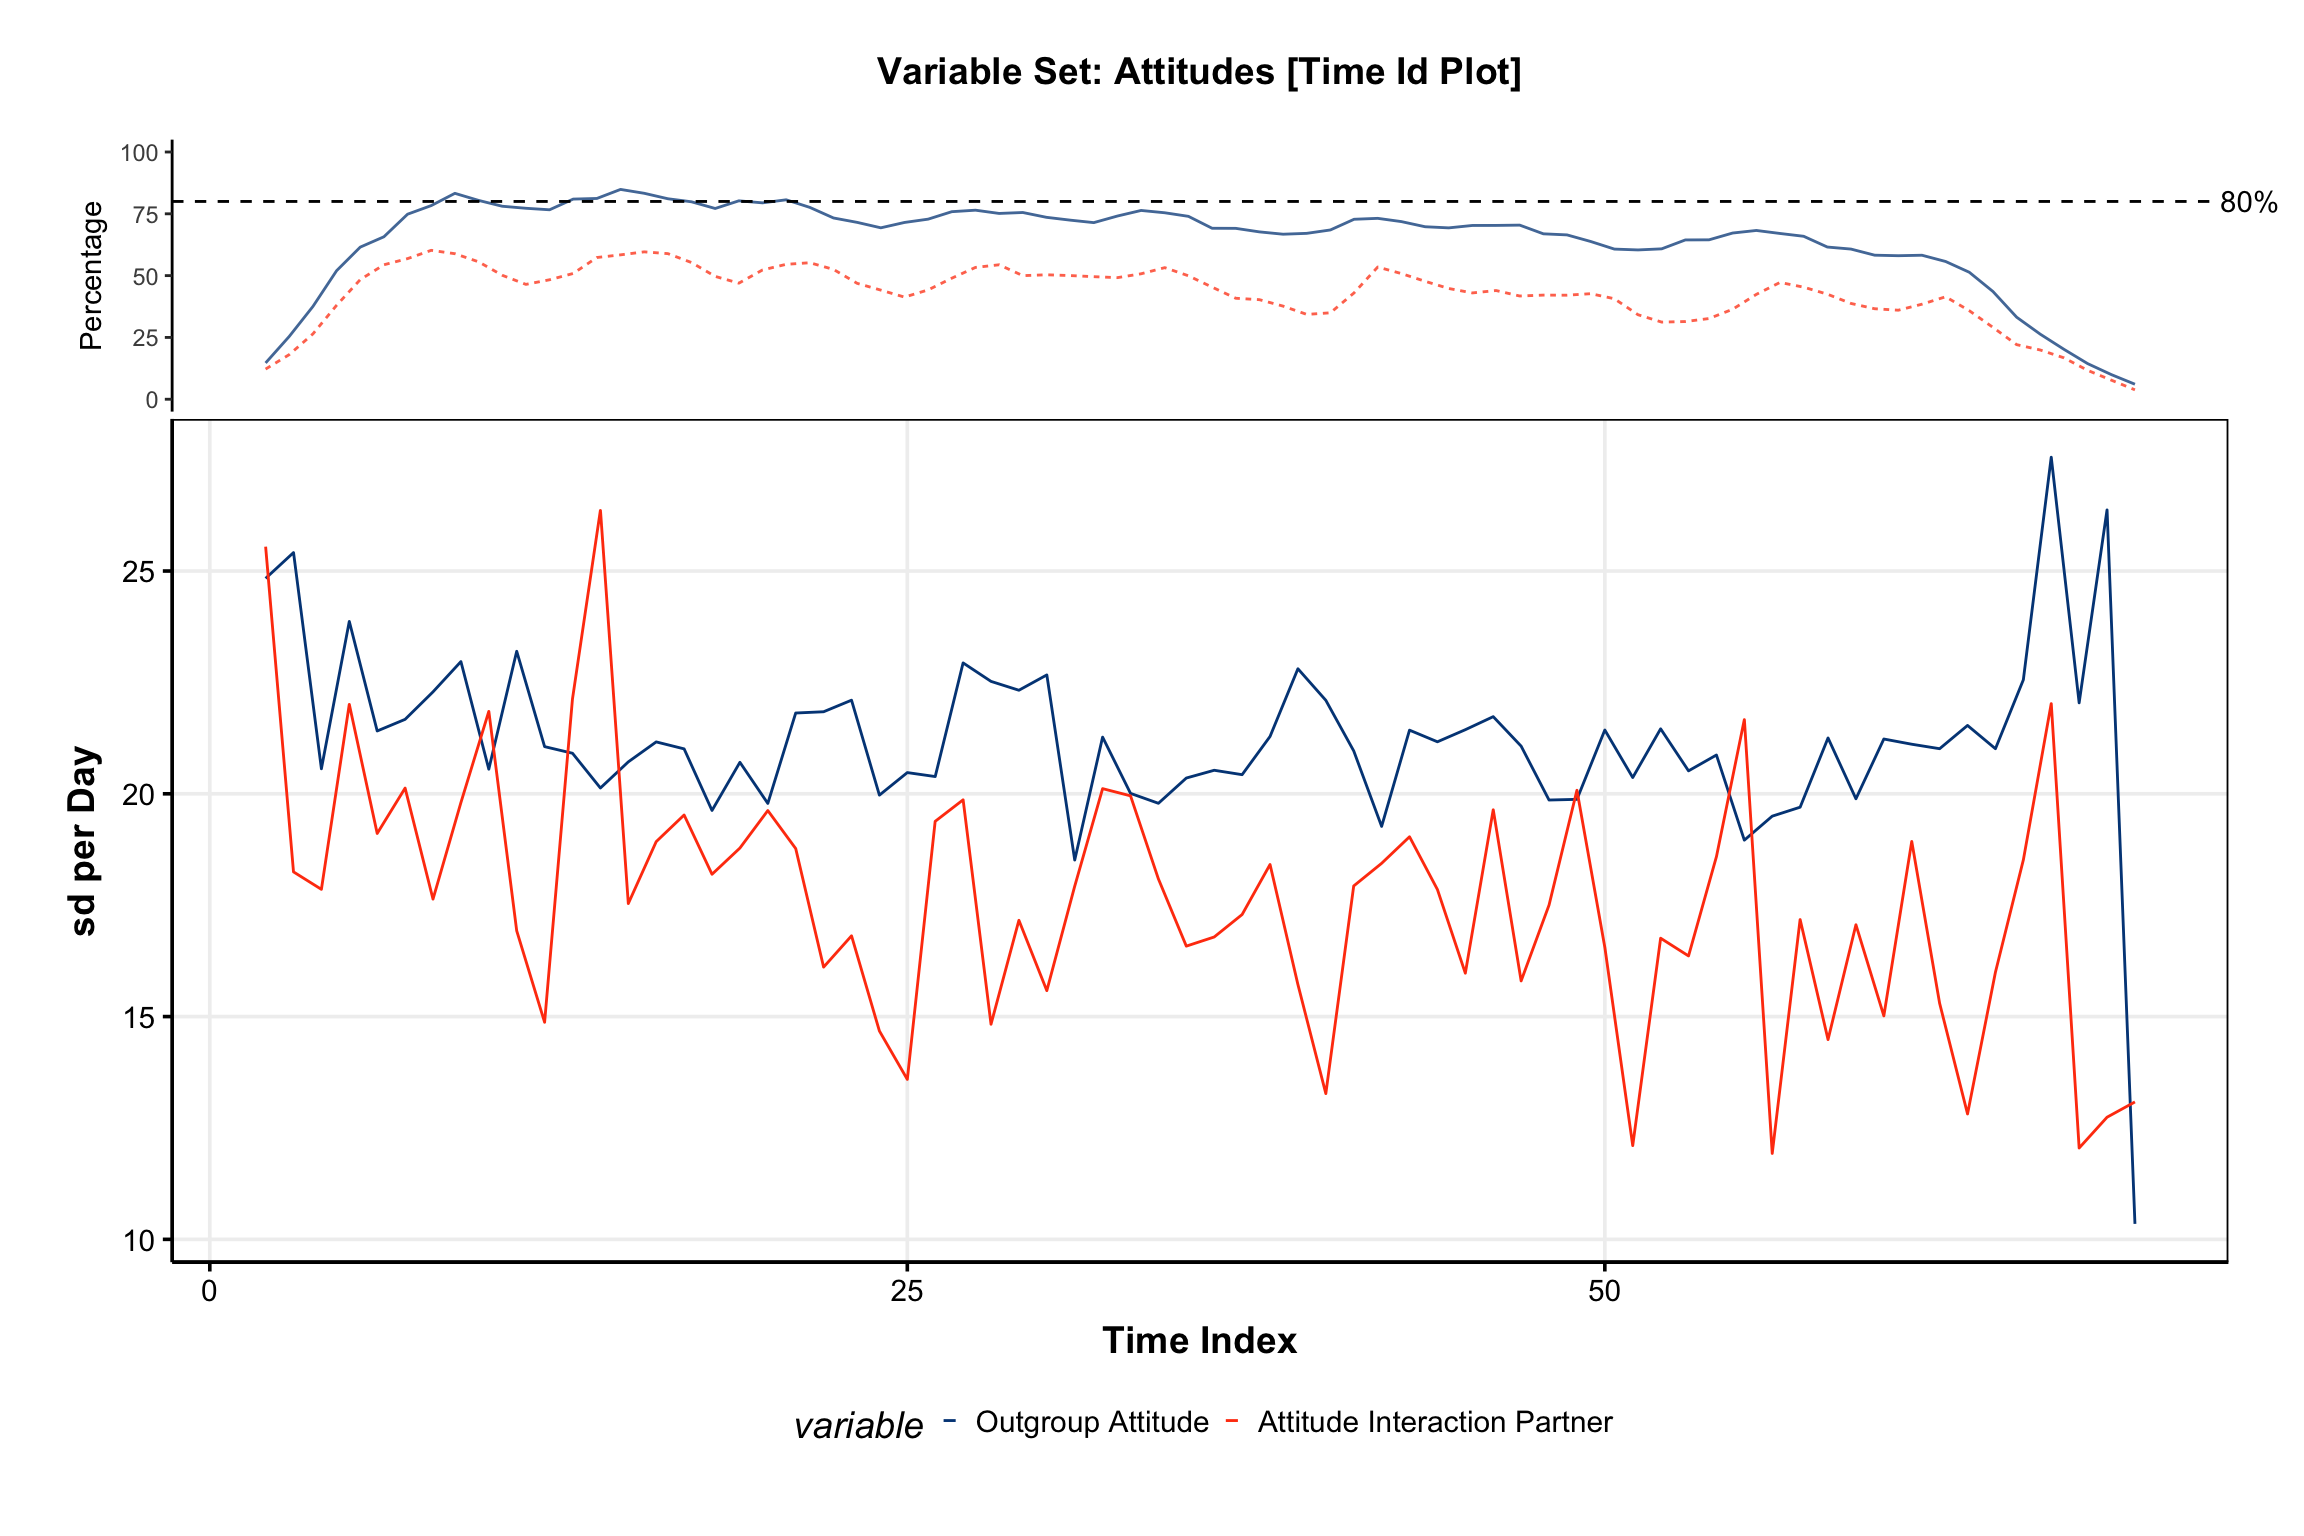 Variable Set: Attitudes [Time Id Plot]
Percentage
100
75
50
25
0
80%
sd per Day
25
20
15
10
0 25 50
Time Index
variable Outgroup Attitude Attitude Interaction Partner